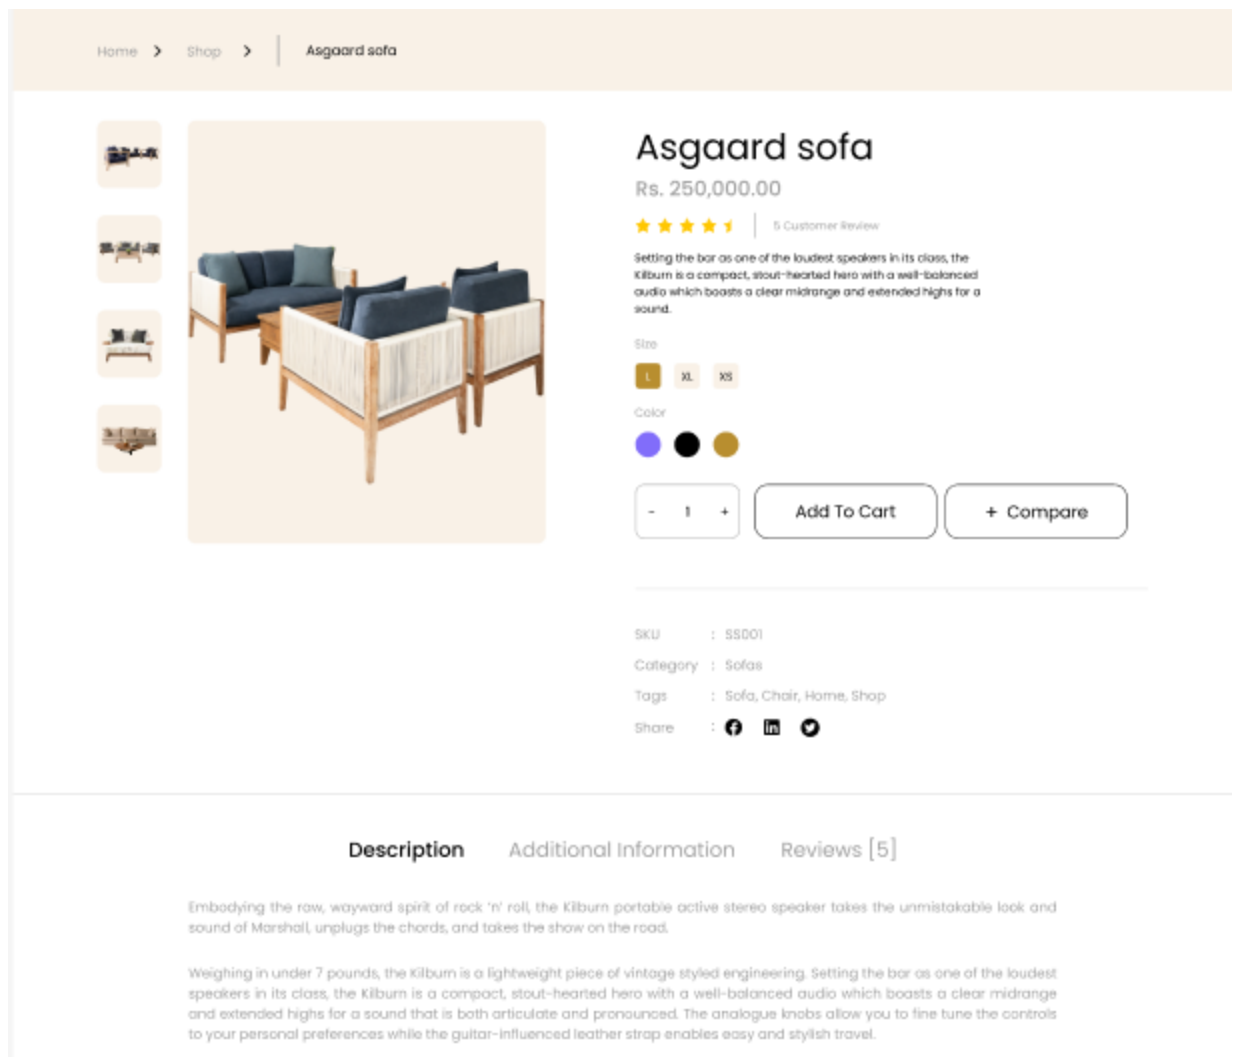 Home > Shop > Asgaard sofa
Asgaard sofa
Rs. 250,000.00
5 Customer Review
Setting the bar as one of the loudest speakers in its class, the
Kilburn is a compact, stout-hearted hero with a well-balanced
audio which boasts a clear midrange and extended highs for a
sound.
Size
L XL XS
Color
- 1 + Add To Cart + Compare
SKU : SS001
Category : Sofas
Tags : Sofa, Chair, Home, Shop
Share :
Description Additional Information Reviews [5]
Embodying the raw, wayward spirit of rock 'n' roll, the Kilburn portable active stereo speaker takes the unmistakable look and
sound of Marshall, unplugs the chords, and takes the show on the road.
Weighing in under 7 pounds, the Kilburn is a lightweight piece of vintage styled engineering. Setting the bar as one of the loudest
speakers in its class, the Kilburn is a compact, stout-hearted hero with a well-balanced audio which boasts a clear midrange
and extended highs for a sound that is both articulate and pronounced. The analogue knobs allow you to fine tune the controls
to your personal preferences while the guitar-influenced leather strap enables easy and stylish travel.